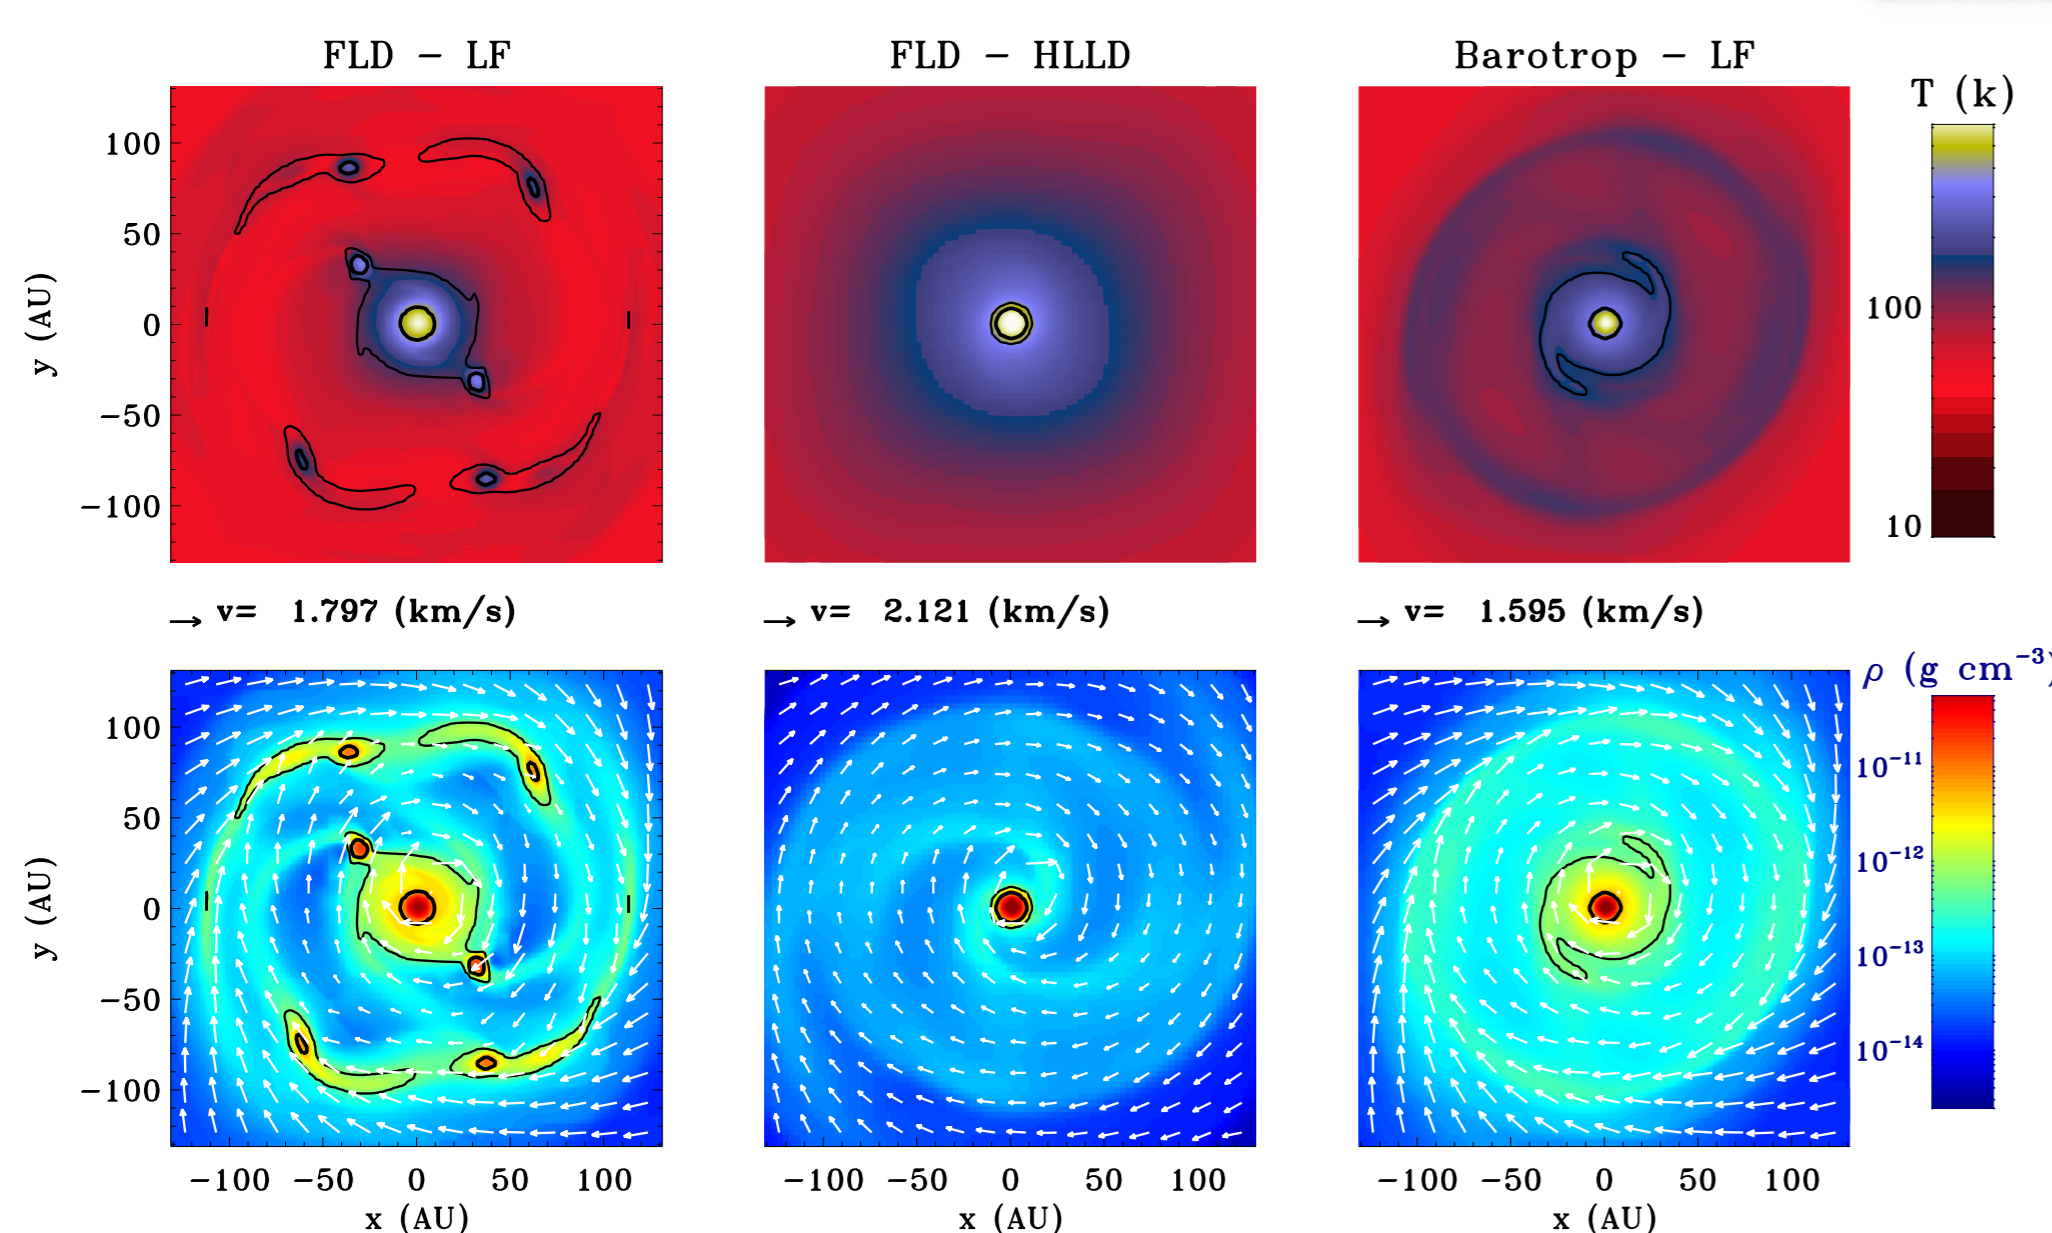 FLD − LF
FLD − HLLD
Barotrop − LF
T (k)
100
10
y (AU)
100
50
0
−50
−100
v= 1.797 (km/s)
v= 2.121 (km/s)
v= 1.595 (km/s)
ρ (g cm⁻³)
10⁻¹¹
10⁻¹²
10⁻¹³
10⁻¹⁴
y (AU)
100
50
0
−50
−100
−100 −50 0 50 100
−100 −50 0 50 100
−100 −50 0 50 100
x (AU)
x (AU)
x (AU)